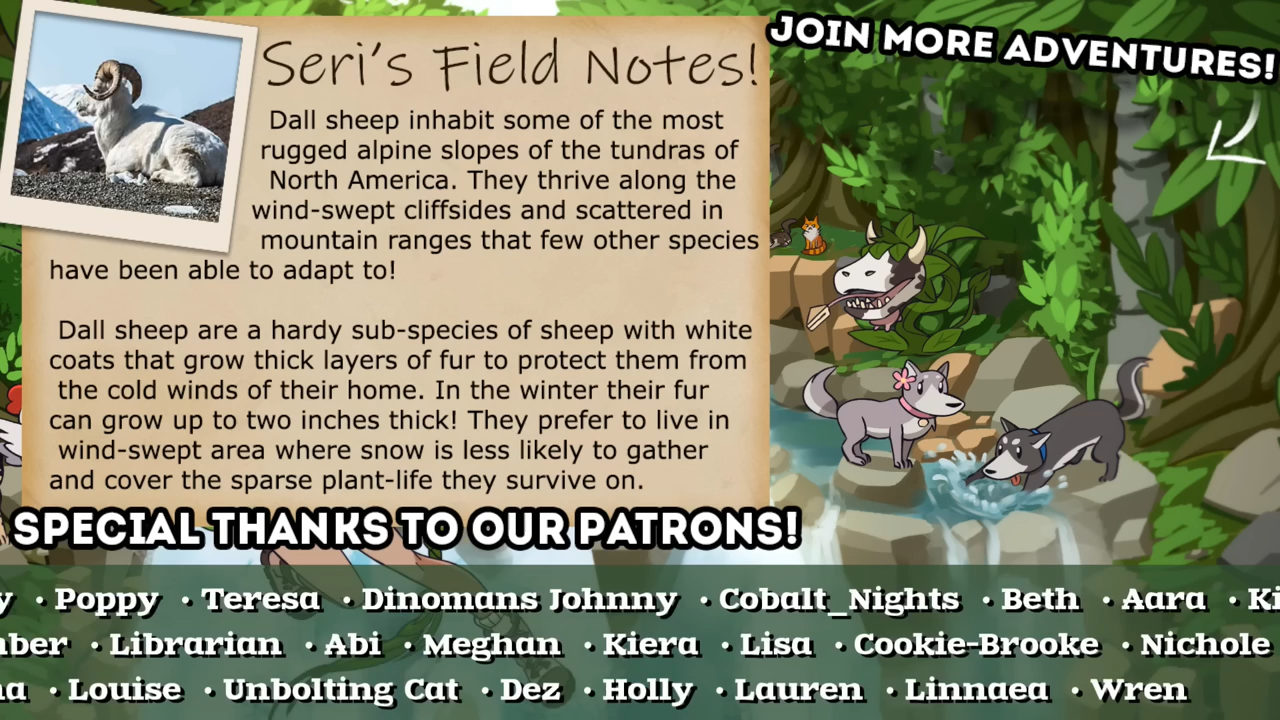 Seri's Field Notes!
JOIN MORE ADVENTURES!
Dall sheep inhabit some of the most
rugged alpine slopes of the tundras of
North America. They thrive along the
wind-swept cliffsides and scattered in
mountain ranges that few other species
have been able to adapt to!
Dall sheep are a hardy sub-species of sheep with white
coats that grow thick layers of fur to protect them from
the cold winds of their home. In the winter their fur
can grow up to two inches thick! They prefer to live in
wind-swept area where snow is less likely to gather
and cover the sparse plant-life they survive on.
SPECIAL THANKS TO OUR PATRONS!
• Poppy • Teresa • Dinomans Johnny • Cobalt_Nights • Beth • Aara •
• Librarian • Abi • Meghan • Kiera • Lisa • Cookie-Brooke • Nichole
• Louise • Unbolting Cat • Dez • Holly • Lauren • Linnaea • Wren